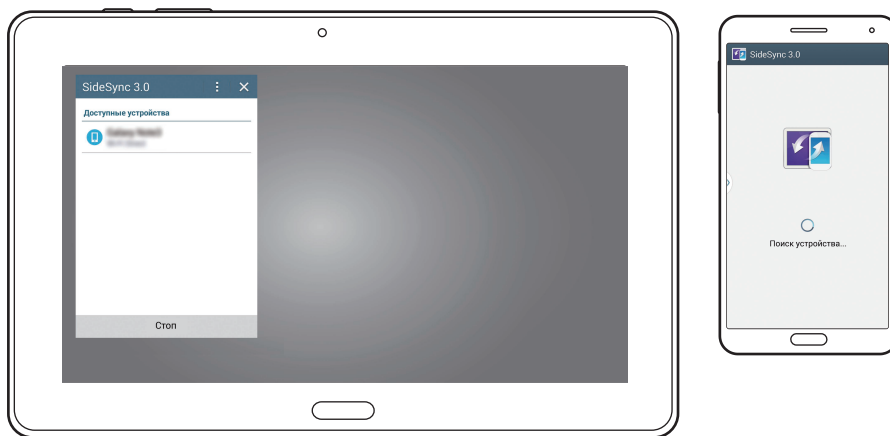 SideSync 3.0
Доступные устройства
Стоп
SideSync 3.0
Поиск устройства...